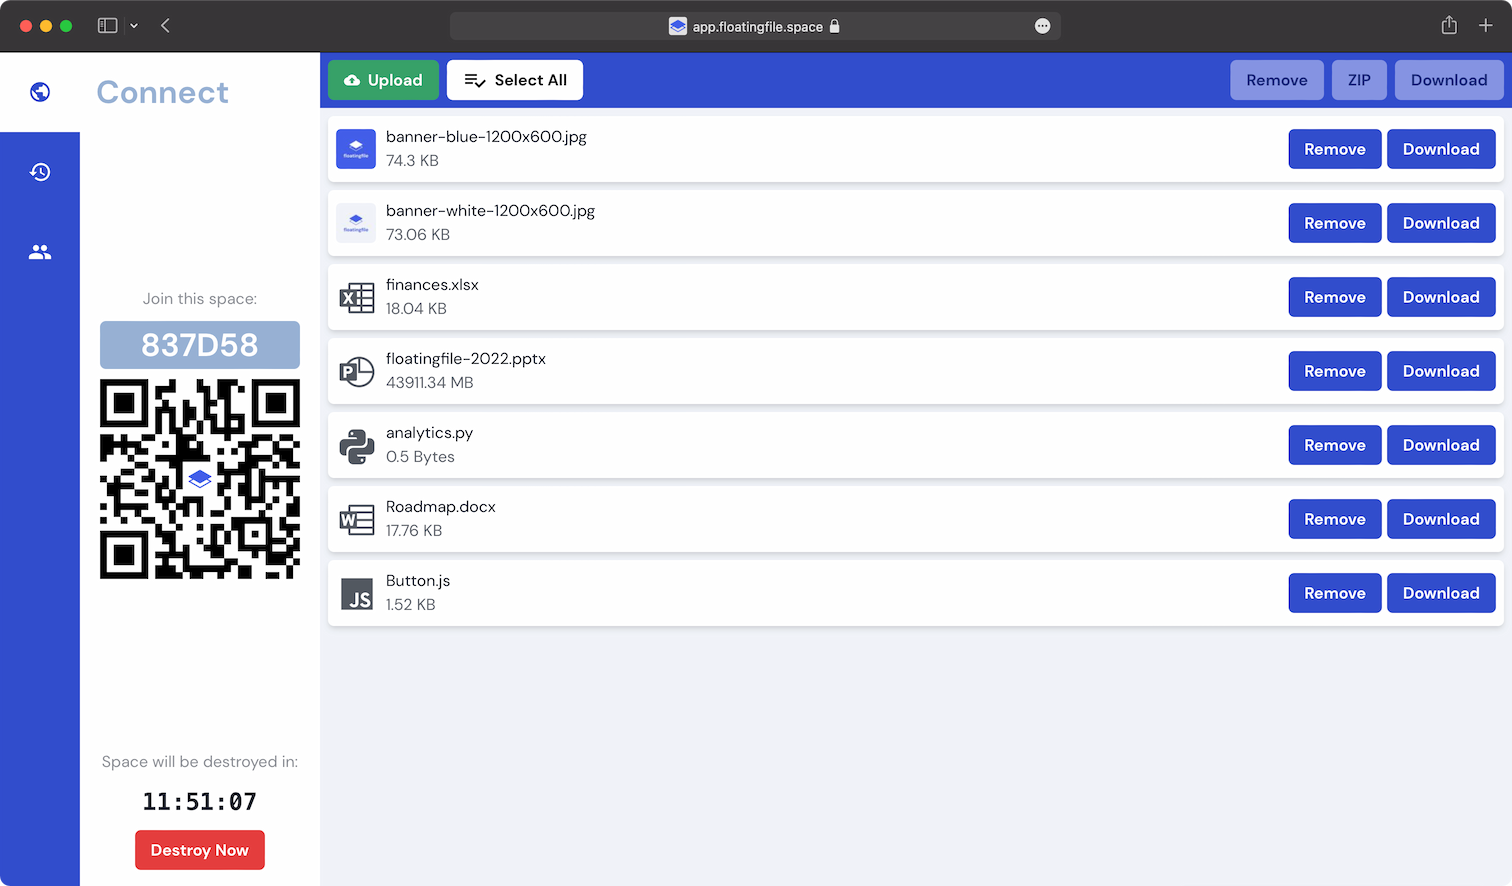 app.floatingfile.space
Connect
Join this space:
837D58
Space will be destroyed in:
11:51:07
Destroy Now
Upload
Select All
Remove
ZIP
Download
floatingfile
banner-blue-1200x600.jpg
74.3 KB
Remove
Download
floatingfile
banner-white-1200x600.jpg
73.06 KB
Remove
Download
X
finances.xlsx
18.04 KB
Remove
Download
P
floatingfile-2022.pptx
43911.34 MB
Remove
Download
analytics.py
0.5 Bytes
Remove
Download
W
Roadmap.docx
17.76 KB
Remove
Download
JS
Button.js
1.52 KB
Remove
Download